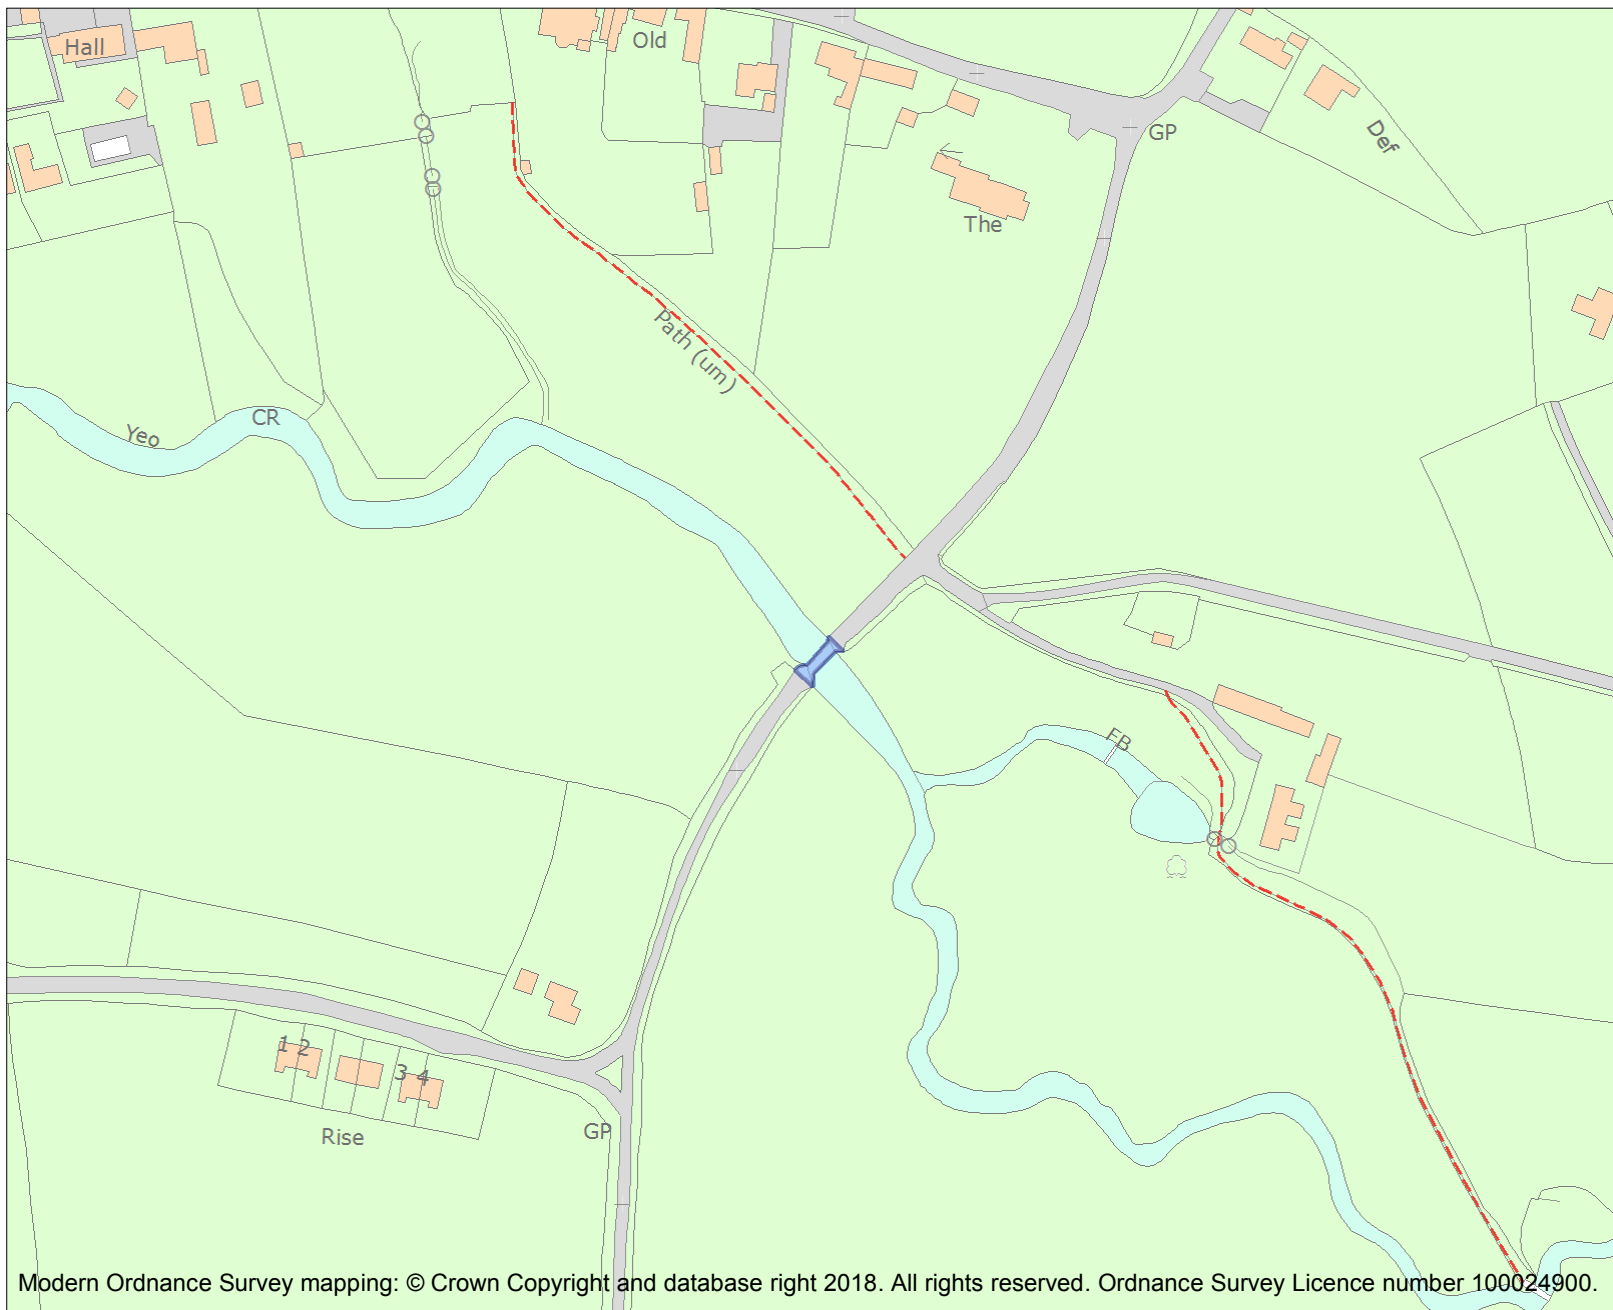 Hall
Old
GP
Def
The
Path (um)
CR
Yeo
FB
1 2
3 4
Rise
GP
Modern Ordnance Survey mapping: © Crown Copyright and database right 2018. All rights reserved. Ordnance Survey Licence number 100024900.